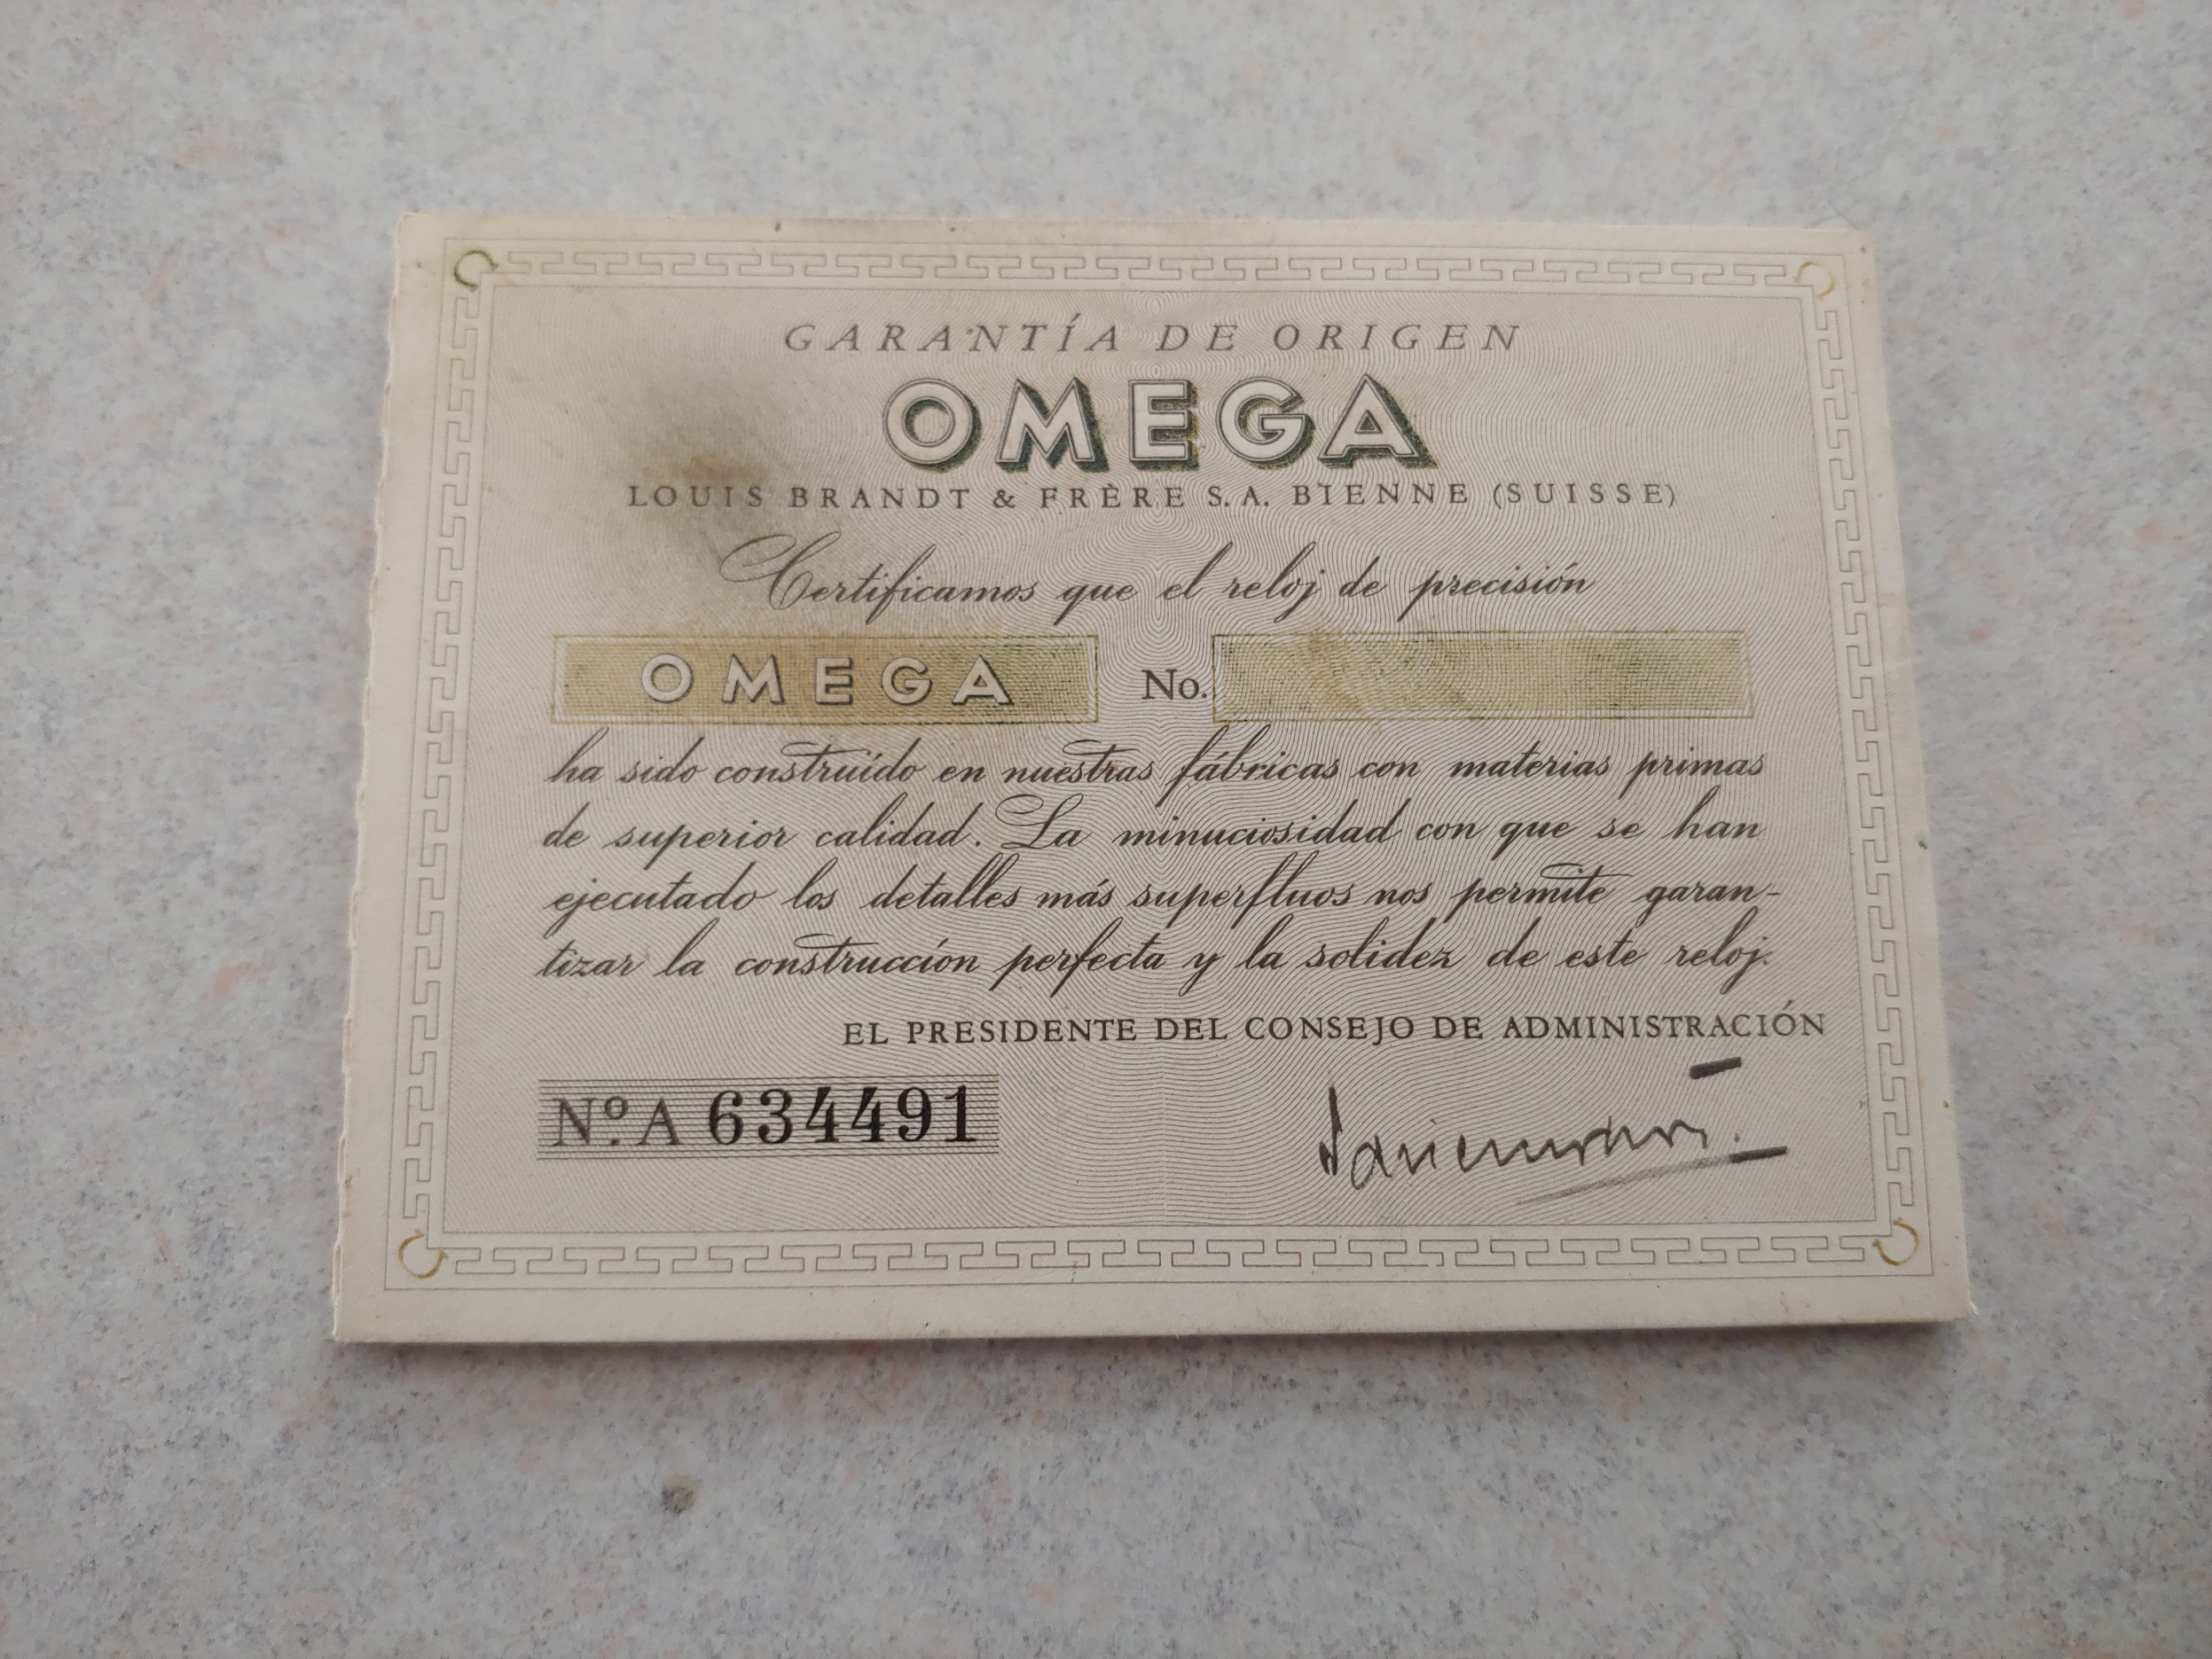 GARANTÍA DE ORIGEN
OMEGA
LOUIS BRANDT & FRÈRE S.A. BIENNE (SUISSE)
Certificamos que el reloj de precisión
OMEGA No.
ha sido construído en nuestras fábricas con materias primas
de superior calidad. La minuciosidad con que se han
ejecutado los detalles más superfluos nos permite garan-
tizar la construcción perfecta y la solidez de este reloj.
EL PRESIDENTE DEL CONSEJO DE ADMINISTRACIÓN
Nº. A 634491